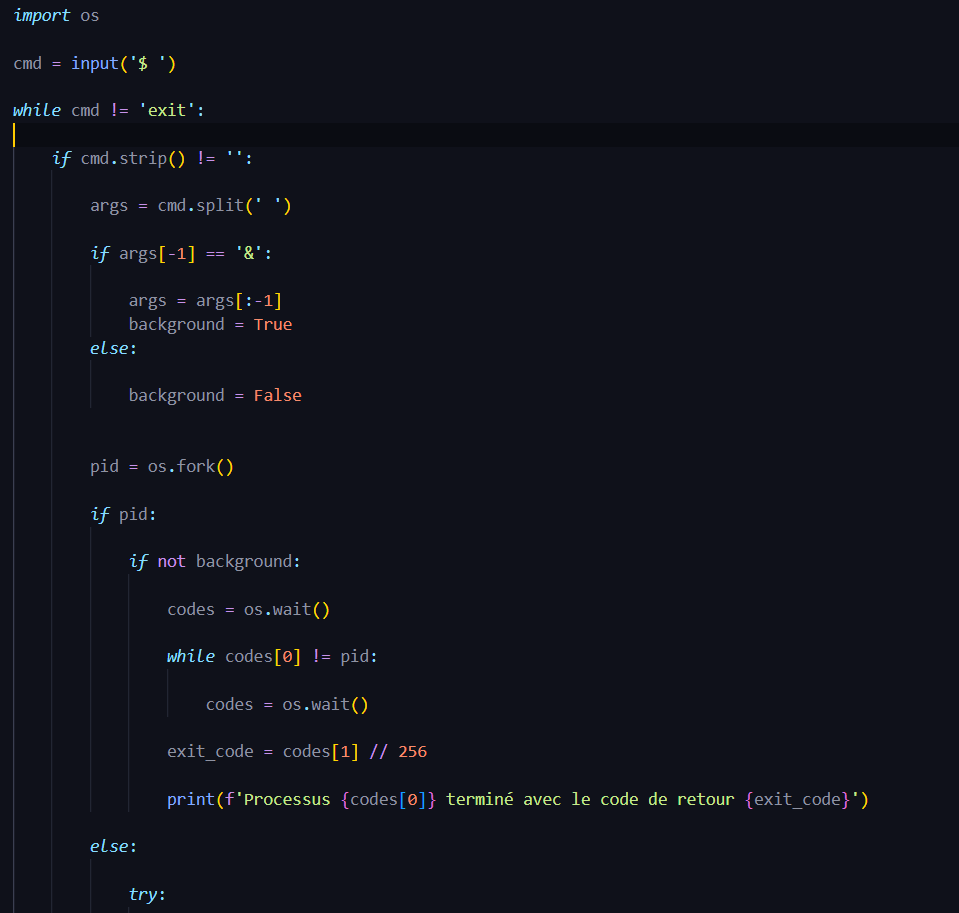 import os
cmd = input('$ ')
while cmd != 'exit':
if cmd.strip() != '':
args = cmd.split(' ')
if args[-1] == '&':
args = args[:-1]
background = True
else:
background = False
pid = os.fork()
if pid:
if not background:
codes = os.wait()
while codes[0] != pid:
codes = os.wait()
exit_code = codes[1] // 256
print(f'Processus {codes[0]} terminé avec le code de retour {exit_code}')
else:
try: